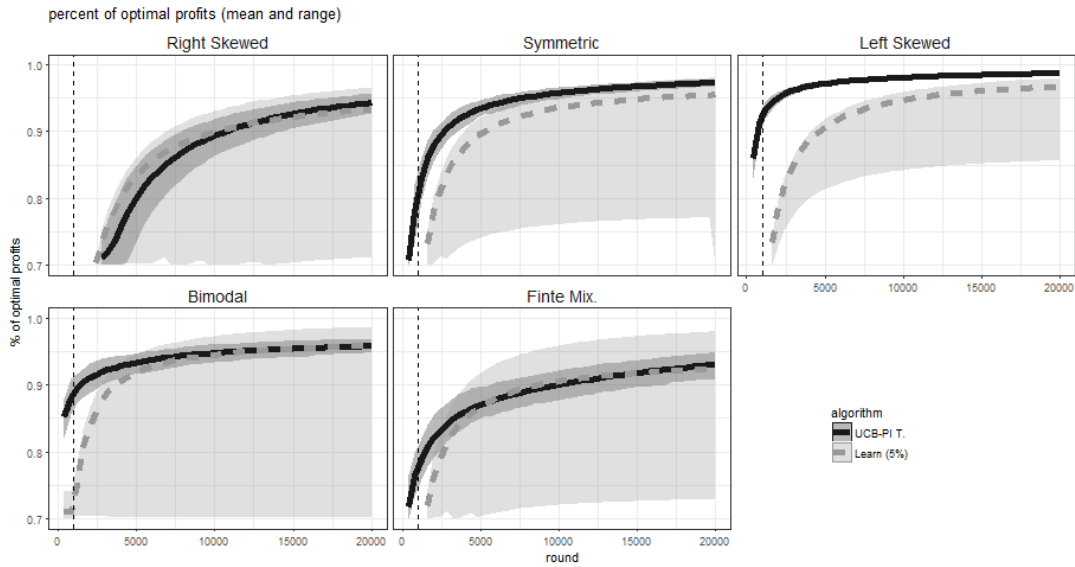 percent of optimal profits (mean and range)
Right Skewed
Symmetric
Left Skewed
1.0
0.9
0.8
0.7
0
5000
10000
15000
20000
Bimodal
Finte Mix.
1.0
0.9
0.8
0.7
0
5000
10000
15000
20000
0
5000
10000
15000
20000
% of optimal profits
round
algorithm
UCB-PI T.
Learn (5%)